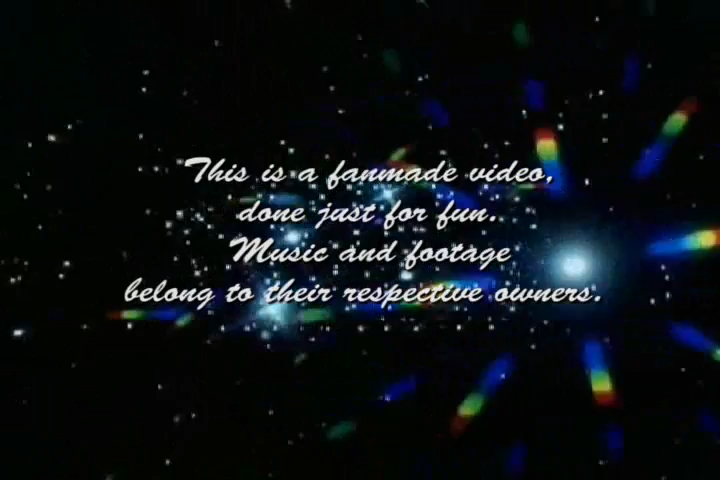 This is a fanmade video,
done just for fun.
Music and footage
belong to their respective owners.